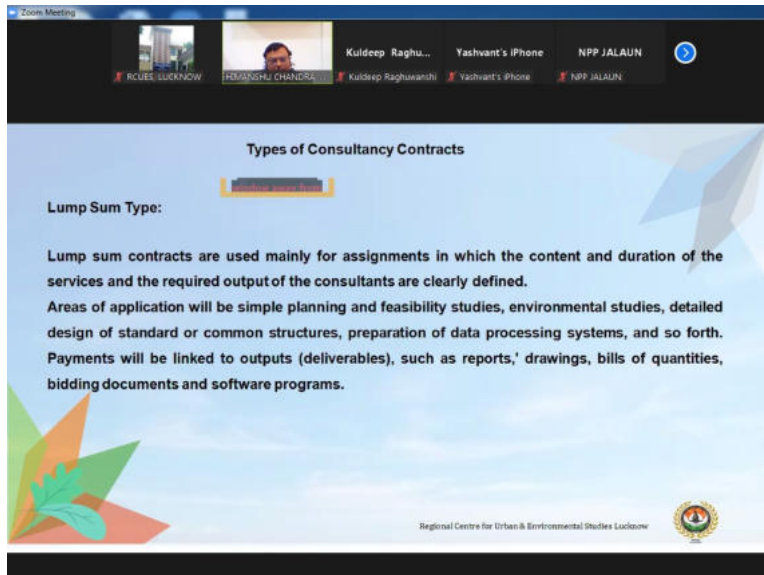 Zoom Meeting
Kuldeep Raghu... Yashvant's iPhone NPP JALAUN
RCUES, LUCKNOW HIMANSHU CHANDRA Kuldeep Raghuwanshi Yashvant's iPhone NPP JALAUN
Types of Consultancy Contracts
Lump Sum Type:
Lump sum contracts are used mainly for assignments in which the content and duration of the
services and the required output of the consultants are clearly defined.
Areas of application will be simple planning and feasibility studies, environmental studies, detailed
design of standard or common structures, preparation of data processing systems, and so forth.
Payments will be linked to outputs (deliverables), such as reports,' drawings, bills of quantities,
bidding documents and software programs.
Regional Centre for Urban & Environmental Studies Lucknow